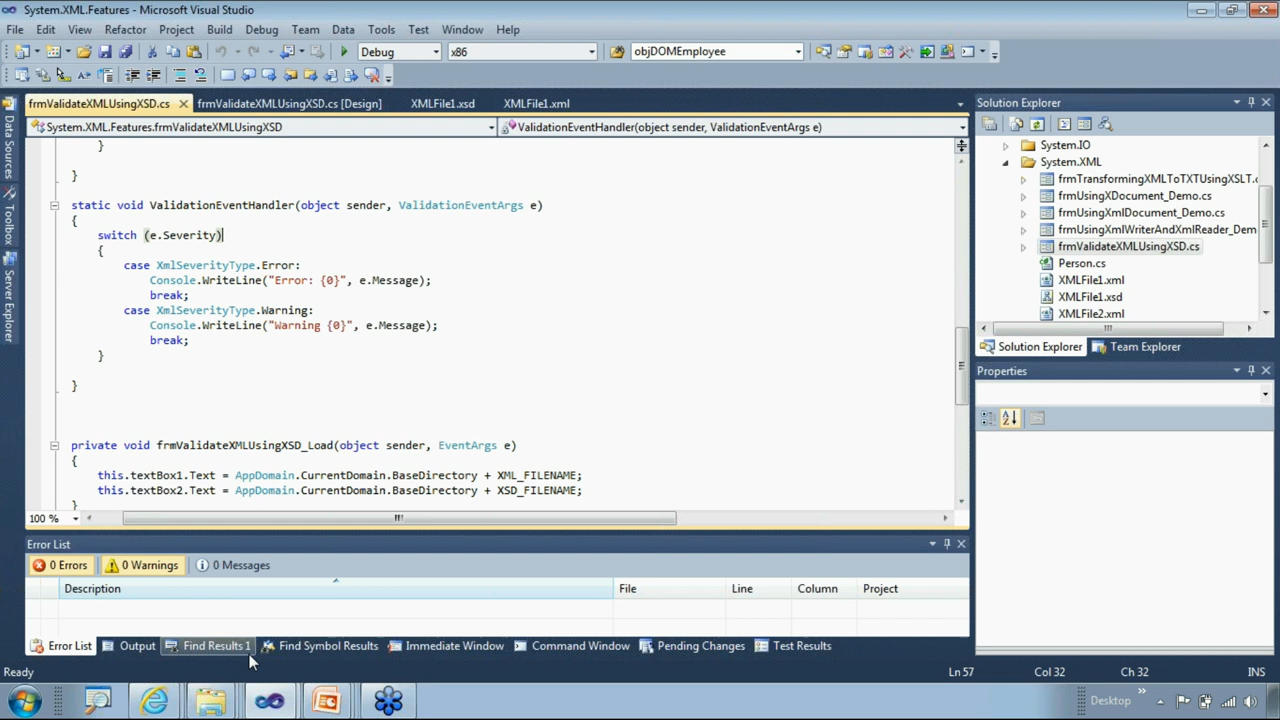 System.XML.Features - Microsoft Visual Studio
File Edit View Refactor Project Build Debug Team Data Tools Test Window Help
Debug x86 objDOMEmployee
frmValidateXMLUsingXSD.cs frmValidateXMLUsingXSD.cs [Design] XMLFile1.xsd XMLFile1.xml
System.XML.Features.frmValidateXMLUsingXSD ValidationEventHandler(object sender, ValidationEventArgs e)
}
}
static void ValidationEventHandler(object sender, ValidationEventArgs e)
{
switch (e.Severity)
{
case XmlSeverityType.Error:
Console.WriteLine("Error: {0}", e.Message);
break;
case XmlSeverityType.Warning:
Console.WriteLine("Warning {0}", e.Message);
break;
}
}
private void frmValidateXMLUsingXSD_Load(object sender, EventArgs e)
{
this.textBox1.Text = AppDomain.CurrentDomain.BaseDirectory + XML_FILENAME;
this.textBox2.Text = AppDomain.CurrentDomain.BaseDirectory + XSD_FILENAME;
}
100 %
Data Sources
Toolbox
Server Explorer
Solution Explorer
System.IO
System.XML
frmTransformingXMLToTXTUsingXSLT.c
frmUsingXDocument_Demo.cs
frmUsingXmlDocument_Demo.cs
frmUsingXmlWriterAndXmlReader_Dem
frmValidateXMLUsingXSD.cs
Person.cs
XMLFile1.xml
XMLFile1.xsd
XMLFile2.xml
Solution Explorer Team Explorer
Properties
Error List
0 Errors 0 Warnings 0 Messages
Description File Line Column Project
Error List Output Find Results 1 Find Symbol Results Immediate Window Command Window Pending Changes Test Results
Ready Ln 57 Col 32 Ch 32 INS
Desktop